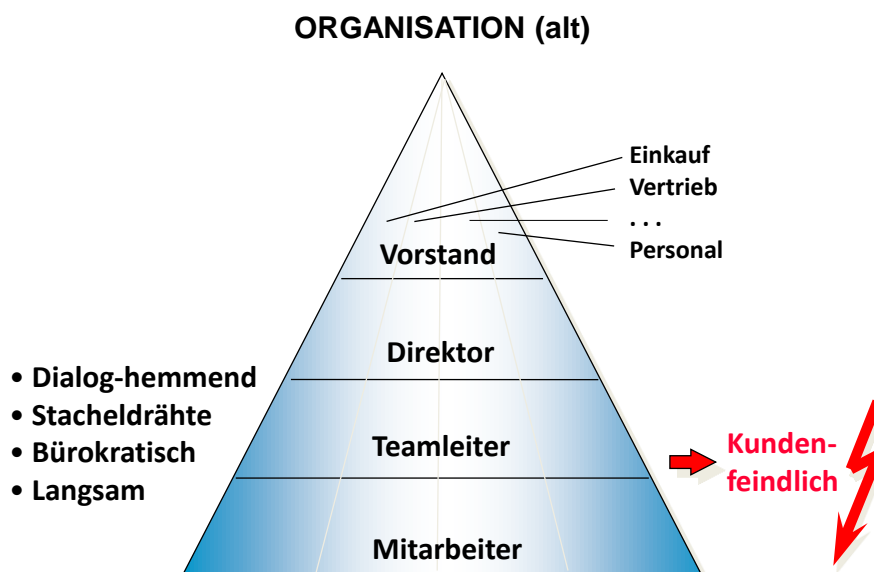 ORGANISATION (alt)
Einkauf
Vertrieb
. . .
Personal
Vorstand
Direktor
• Dialog-hemmend
• Stacheldrähte
• Bürokratisch
• Langsam
Teamleiter
Kunden-
feindlich
Mitarbeiter